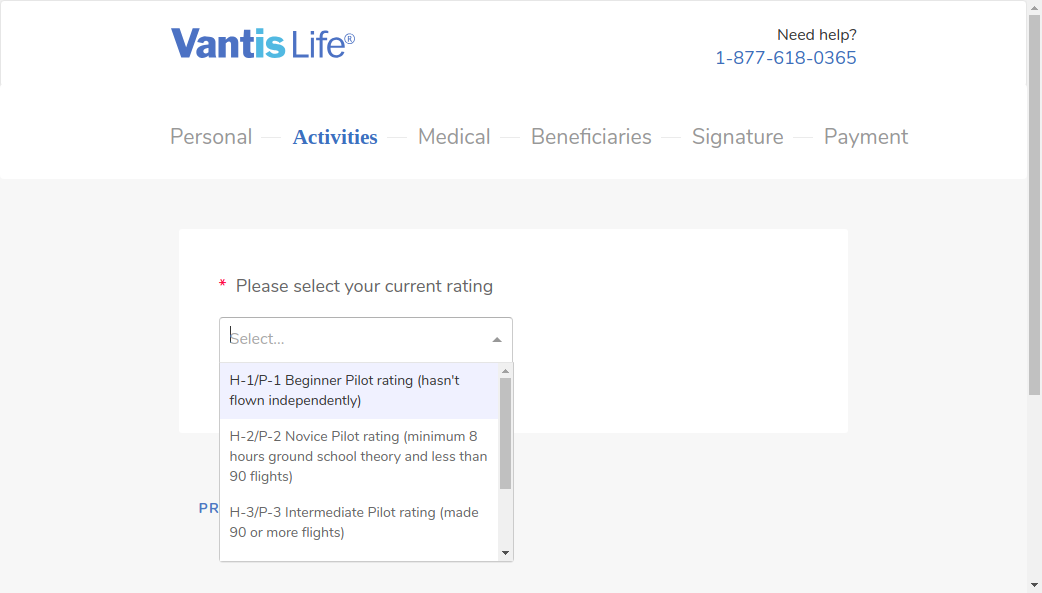 Vantis Life®
Need help?
1-877-618-0365
Personal
Activities
Medical
Beneficiaries
Signature
Payment
* Please select your current rating
Select...
H-1/P-1 Beginner Pilot rating (hasn't
flown independently)
H-2/P-2 Novice Pilot rating (minimum 8
hours ground school theory and less than
90 flights)
H-3/P-3 Intermediate Pilot rating (made
90 or more flights)
PR